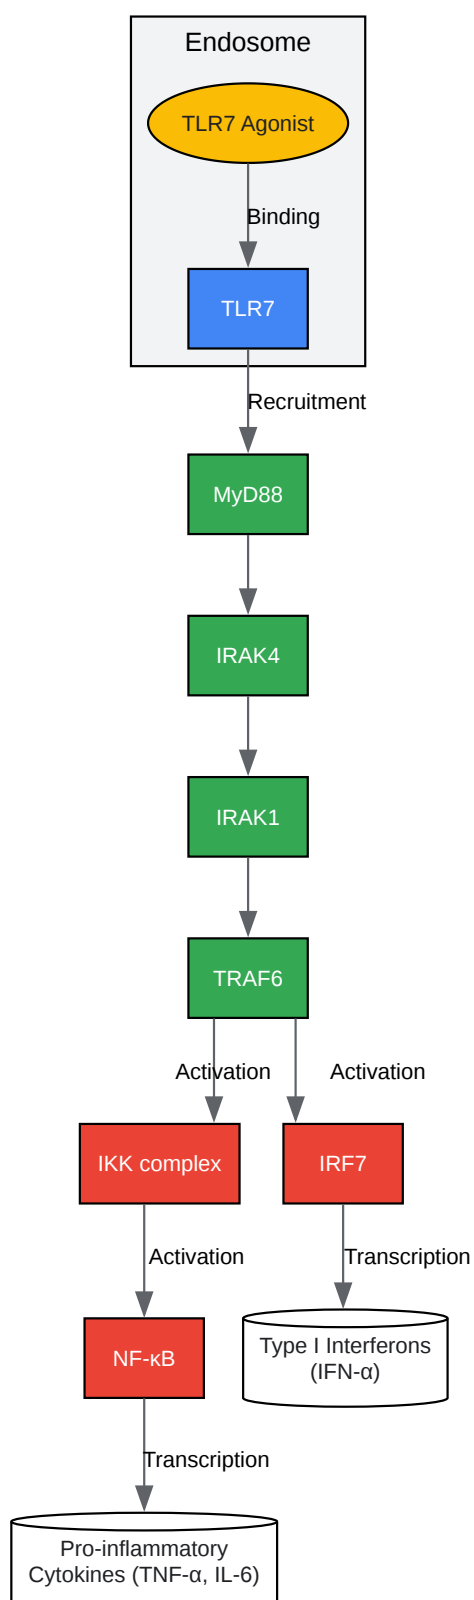 Endosome
TLR7 Agonist
Binding
TLR7
Recruitment
MyD88
IRAK4
IRAK1
TRAF6
Activation
Activation
IKK complex
IRF7
Activation
Transcription
NF-κB
Type I Interferons
(IFN-α)
Transcription
Pro-inflammatory
Cytokines (TNF-α, IL-6)